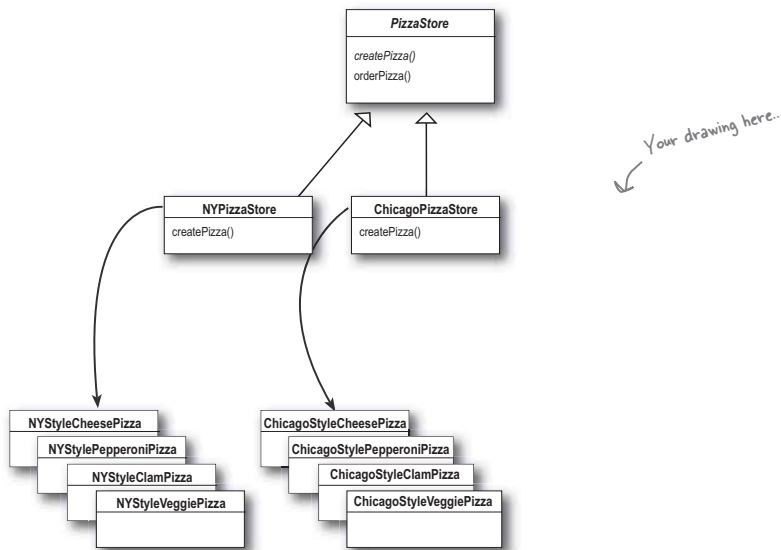 PizzaStore
createPizza()
orderPizza()
Your drawing here...
NYPizzaStore
createPizza()
ChicagoPizzaStore
createPizza()
NYStyleCheesePizza
NYStylePepperoniPizza
NYStyleClamPizza
NYStyleVeggiePizza
ChicagoStyleCheesePizza
ChicagoStylePepperoniPizza
ChicagoStyleClamPizza
ChicagoStyleVeggiePizza